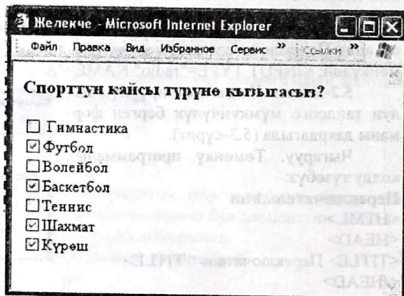 Желекче - Microsoft Internet Explorer
Файл Правка Вид Избранное Сервис » Ссылки »
Спорттун кайсы түрүнө кызыгасыз?
Гимнастика
Футбол
Волейбол
Баскетбол
Теннис
Шахмат
Күрөш